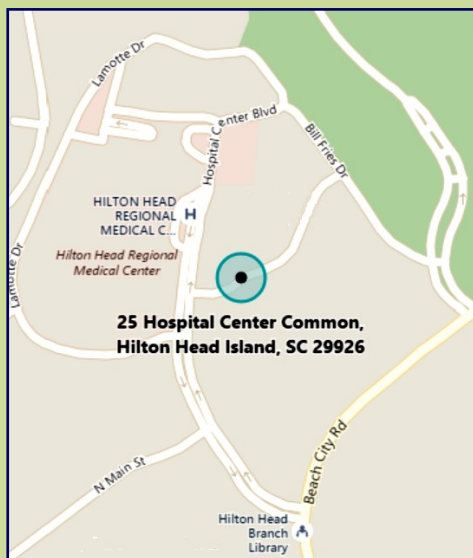 Lamotte Dr
Hospital Center Blvd
Bill Fries Dr
HILTON HEAD
REGIONAL
MEDICAL C...
H
Hilton Head Regional
Medical Center
Lamotte Dr
25 Hospital Center Common,
Hilton Head Island, SC 29926
N Main St
Beach City Rd
Hilton Head
Branch
Library